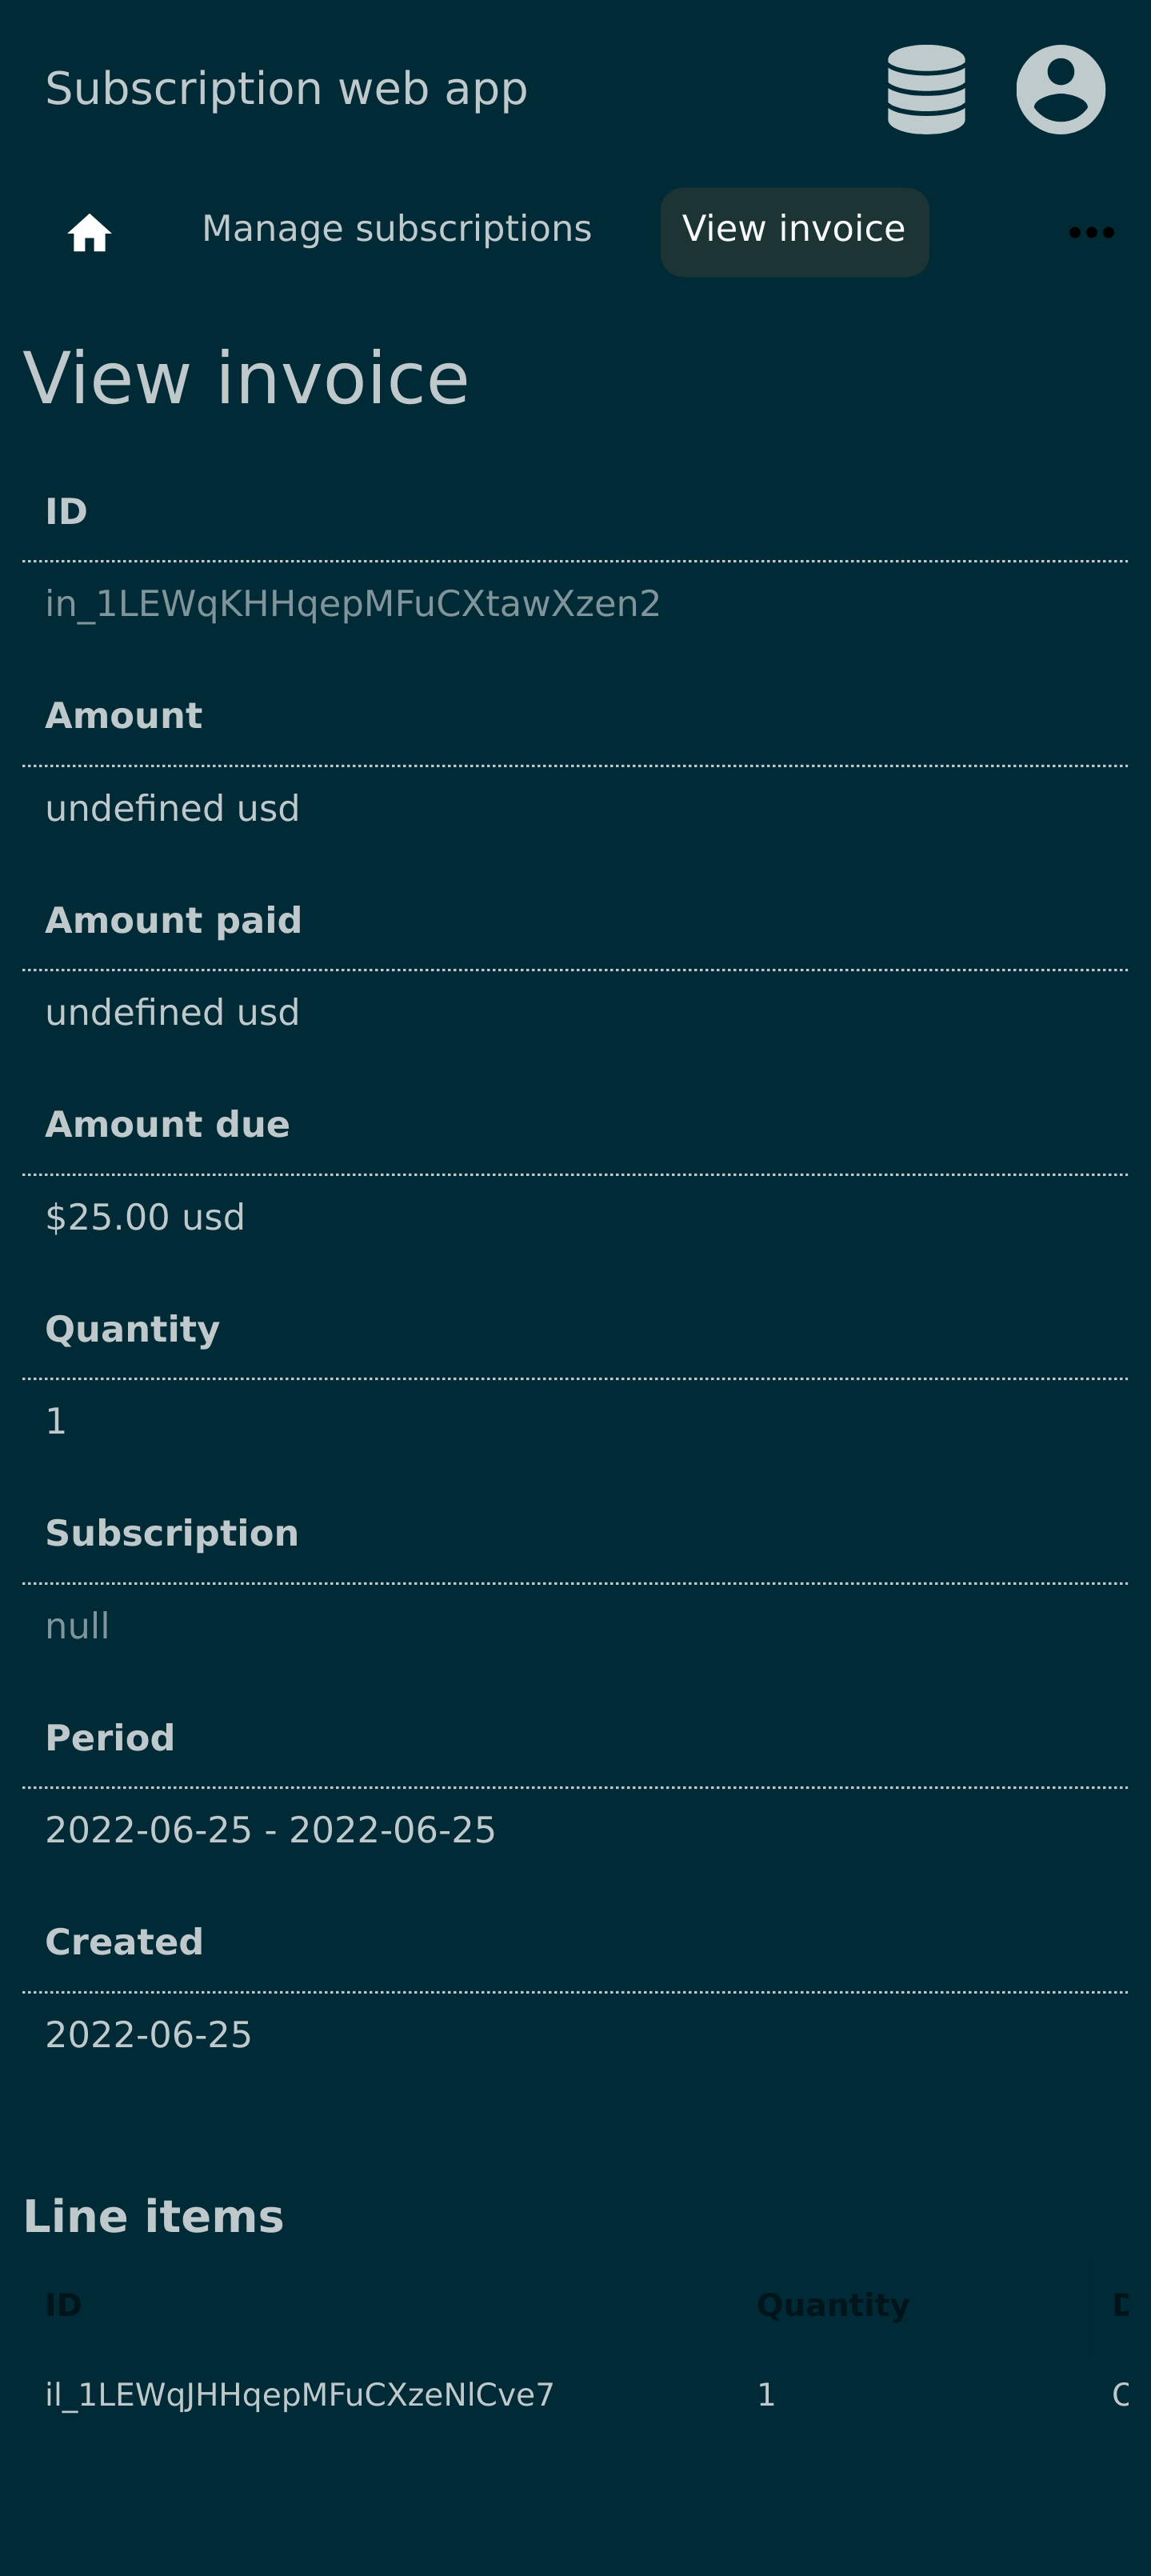 Subscription web app
Manage subscriptions View invoice
View invoice
ID
in_1LEWqKHHqepMFuCXtawXzen2
Amount
undefined usd
Amount paid
undefined usd
Amount due
$25.00 usd
Quantity
1
Subscription
null
Period
2022-06-25 - 2022-06-25
Created
2022-06-25
Line items
ID Quantity
il_1LEWqJHHqepMFuCXzeNlCve7 1